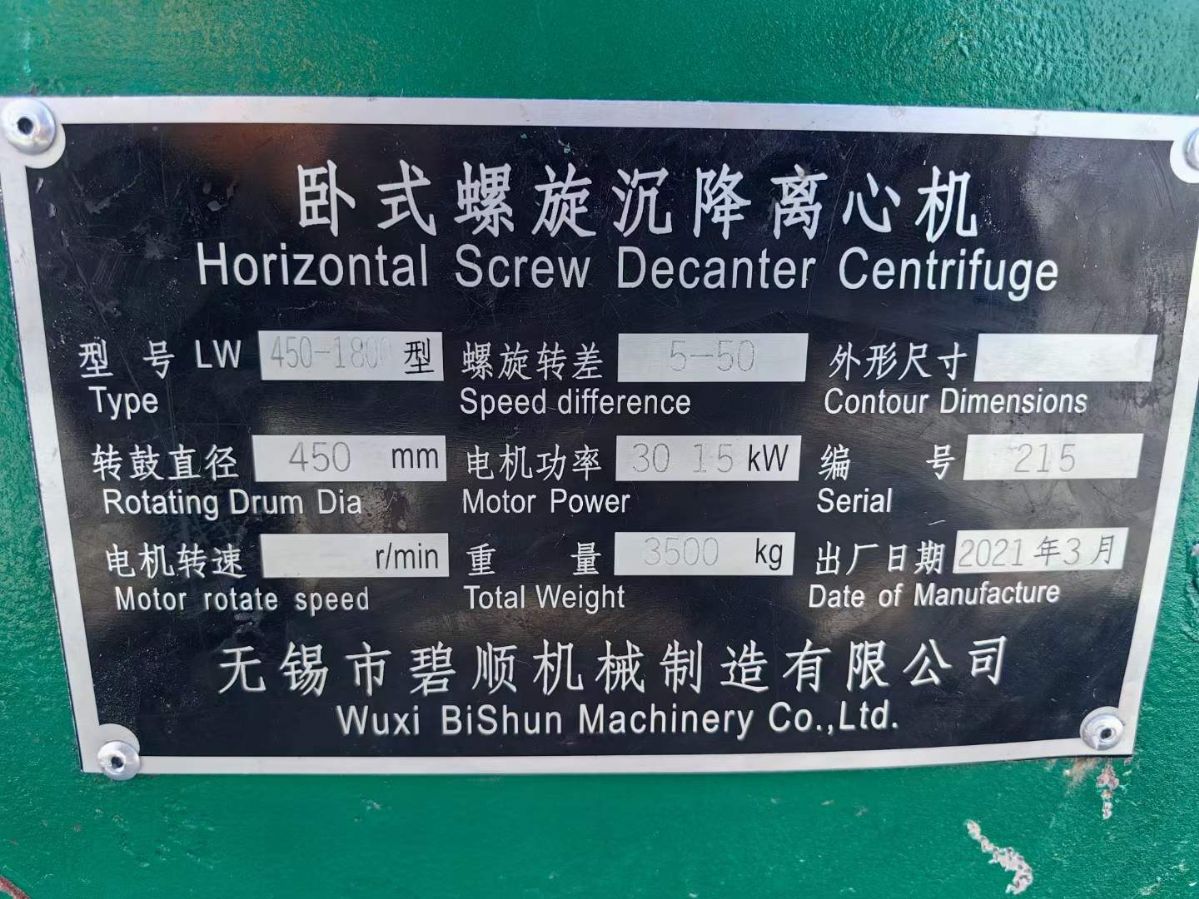 卧式螺旋沉降离心机
Horizontal Screw Decanter Centrifuge
型 号 LW 450-1800 型 螺旋转差 5-50 外形尺寸
Type Speed difference Contour Dimensions
转鼓直径 450 mm 电机功率 30 15 kW 编 号 215
Rotating Drum Dia Motor Power Serial
电机转速 r/min 重 量 3500 kg 出厂日期 2021年3月
Motor rotate speed Total Weight Date of Manufacture
无锡市碧顺机械制造有限公司
Wuxi BiShun Machinery Co.,Ltd.